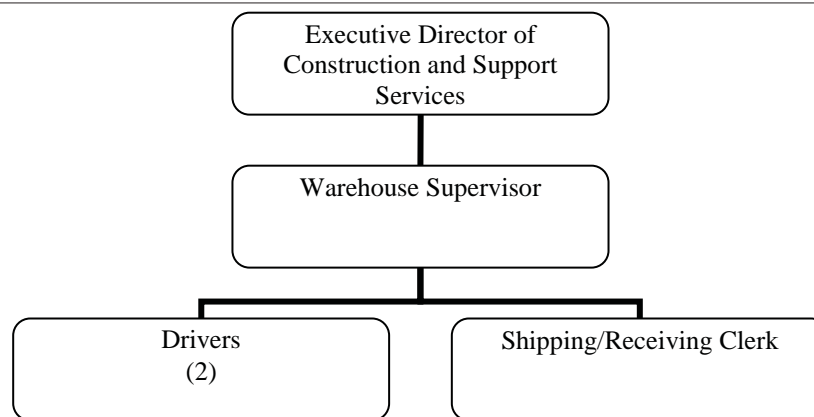 Executive Director of
Construction and Support
Services
Warehouse Supervisor
Drivers
(2)
Shipping/Receiving Clerk